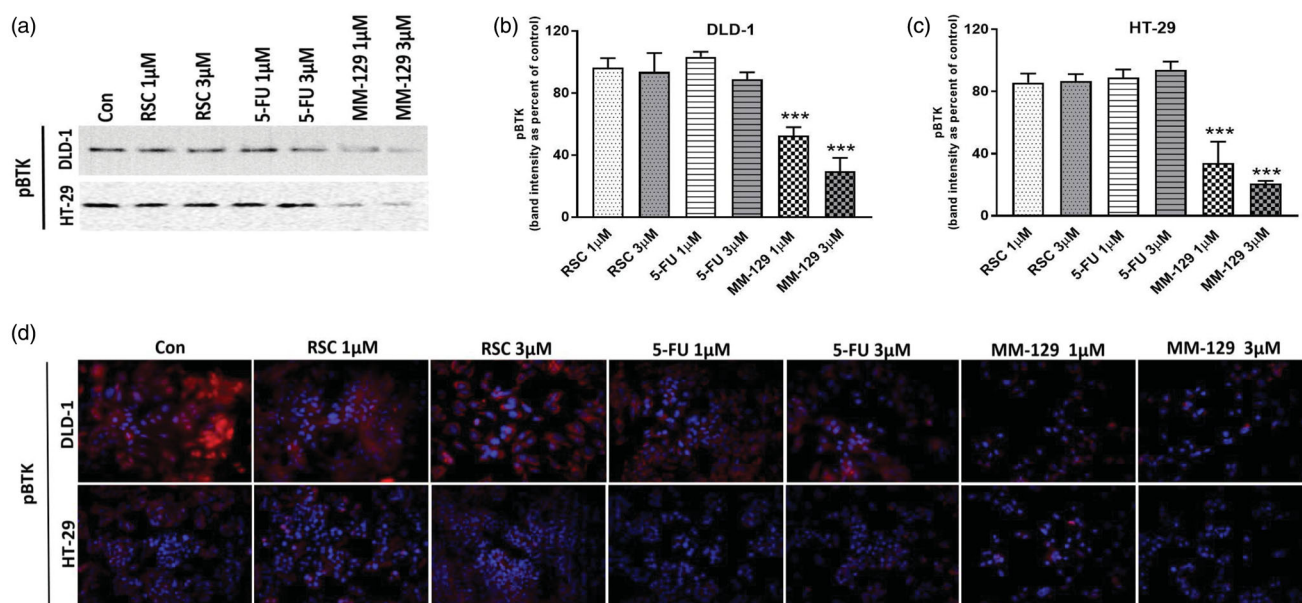 (a)
Con
RSC 1μM
RSC 3μM
5-FU 1μM
5-FU 3μM
MM-129 1μM
MM-129 3μM
pBTK
DLD-1
HT-29
(b)
DLD-1
pBTK
(band intensity as percent of control)
120
80
40
0
***
***
RSC 1μM
RSC 3μM
5-FU 1μM
5-FU 3μM
MM-129 1μM
MM-129 3μM
(c)
HT-29
pBTK
(band intensity as percent of control)
120
80
40
0
***
***
RSC 1μM
RSC 3μM
5-FU 1μM
5-FU 3μM
MM-129 1μM
MM-129 3μM
(d)
Con
RSC 1μM
RSC 3μM
5-FU 1μM
5-FU 3μM
MM-129 1μM
MM-129 3μM
pBTK
DLD-1
HT-29